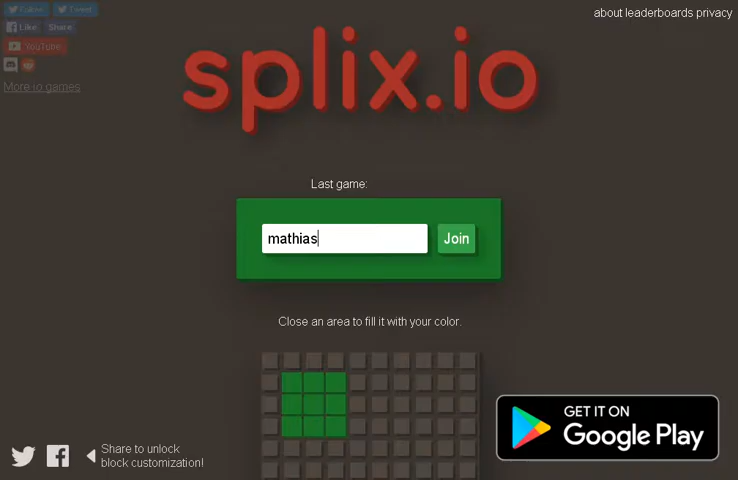 Follow Tweet
about leaderboards privacy
Like Share
YouTube
More io games
splix.io
Last game:
mathias
Join
Close an area to fill it with your color.
GET IT ON
Google Play
Share to unlock
block customization!